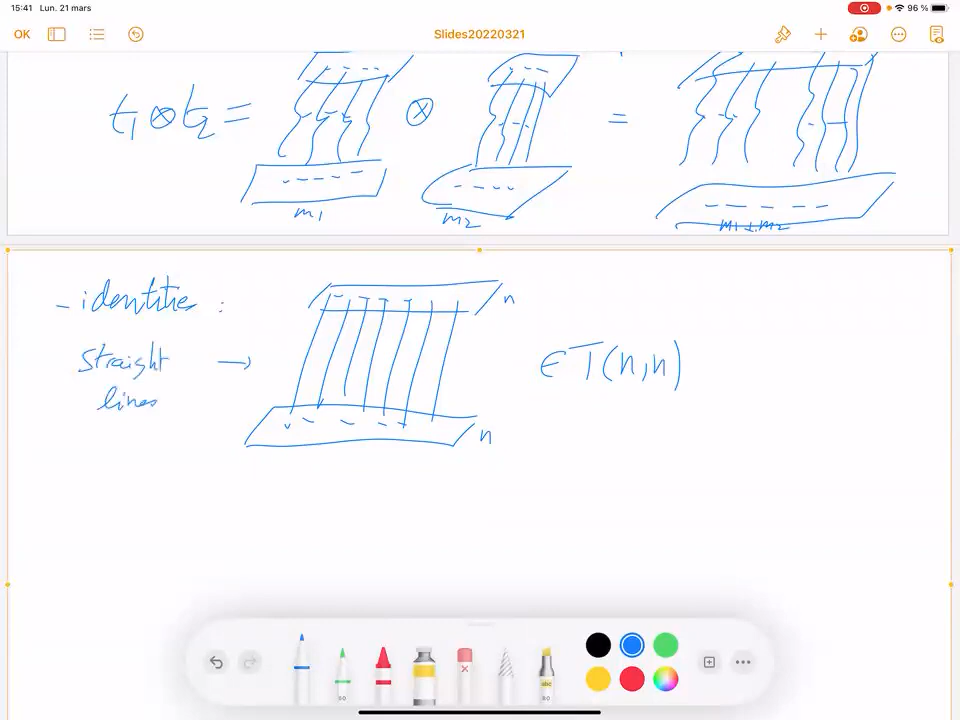 15:41 Lun. 21 mars 96 %
OK Slides20220321
t₁ ⊗ t₂ = ⊗ =
m1 m2 m1+m2
- identities :
n
straight → ∈ T(n,n)
lines
n